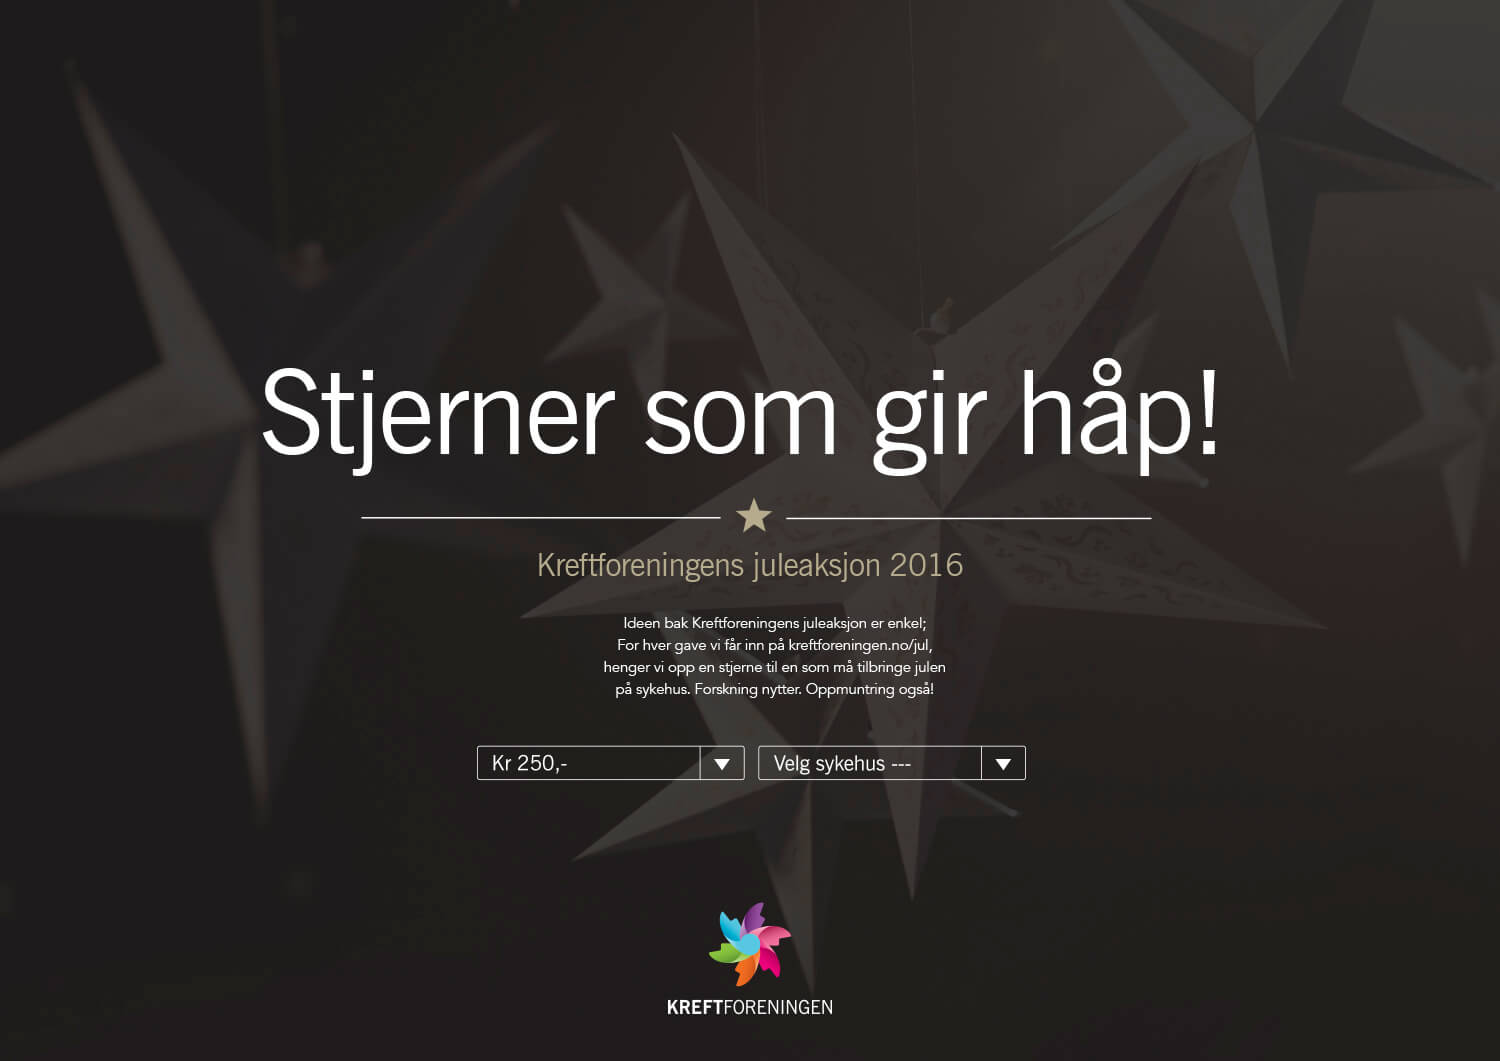 Stjerner som gir håp!
Kreftforeningens juleaksjon 2016
Ideen bak Kreftforeningens juleaksjon er enkel;
For hver gave vi får inn på kreftforeningen.no/jul,
henger vi opp en stjerne til en som må tilbringe julen
på sykehus. Forskning nytter. Oppmuntring også!
Kr 250,-
Velg sykehus ---
KREFTFORENINGEN